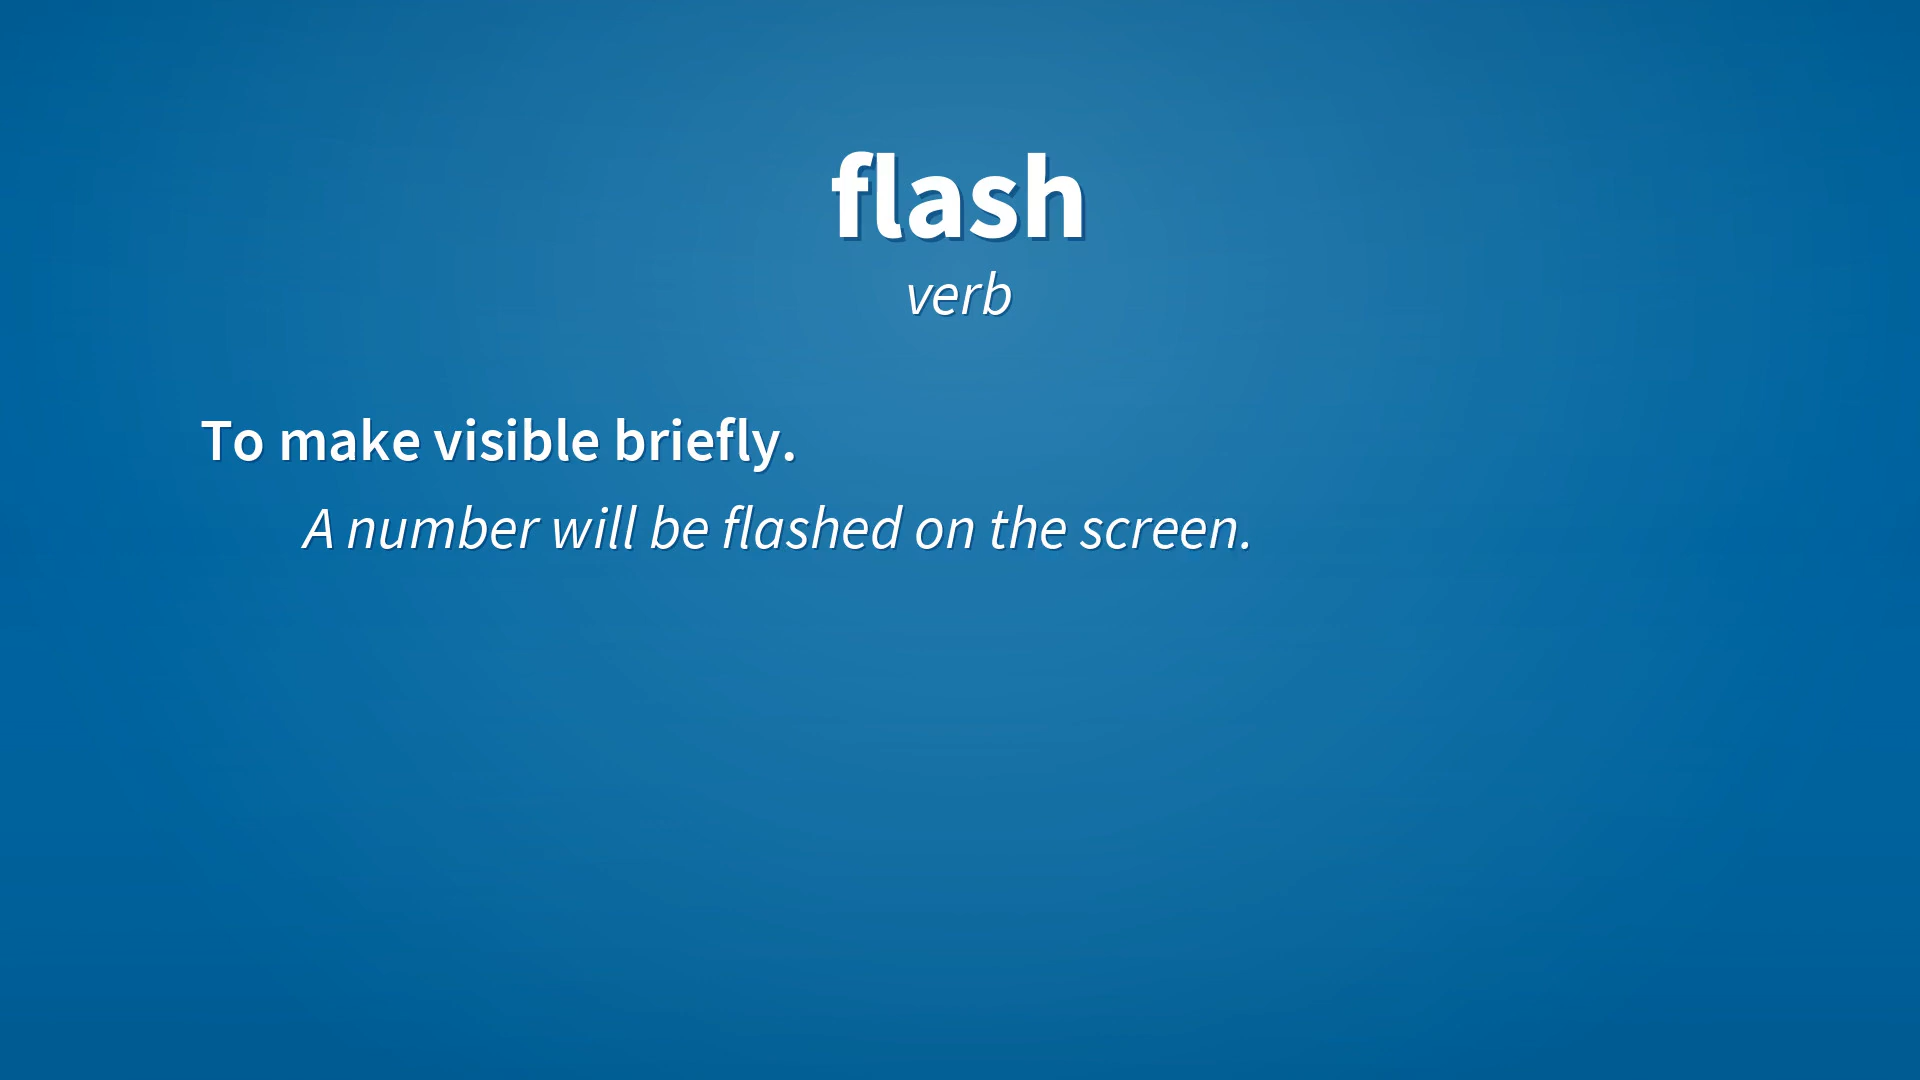 flash
verb
To make visible briefly.
A number will be flashed on the screen.